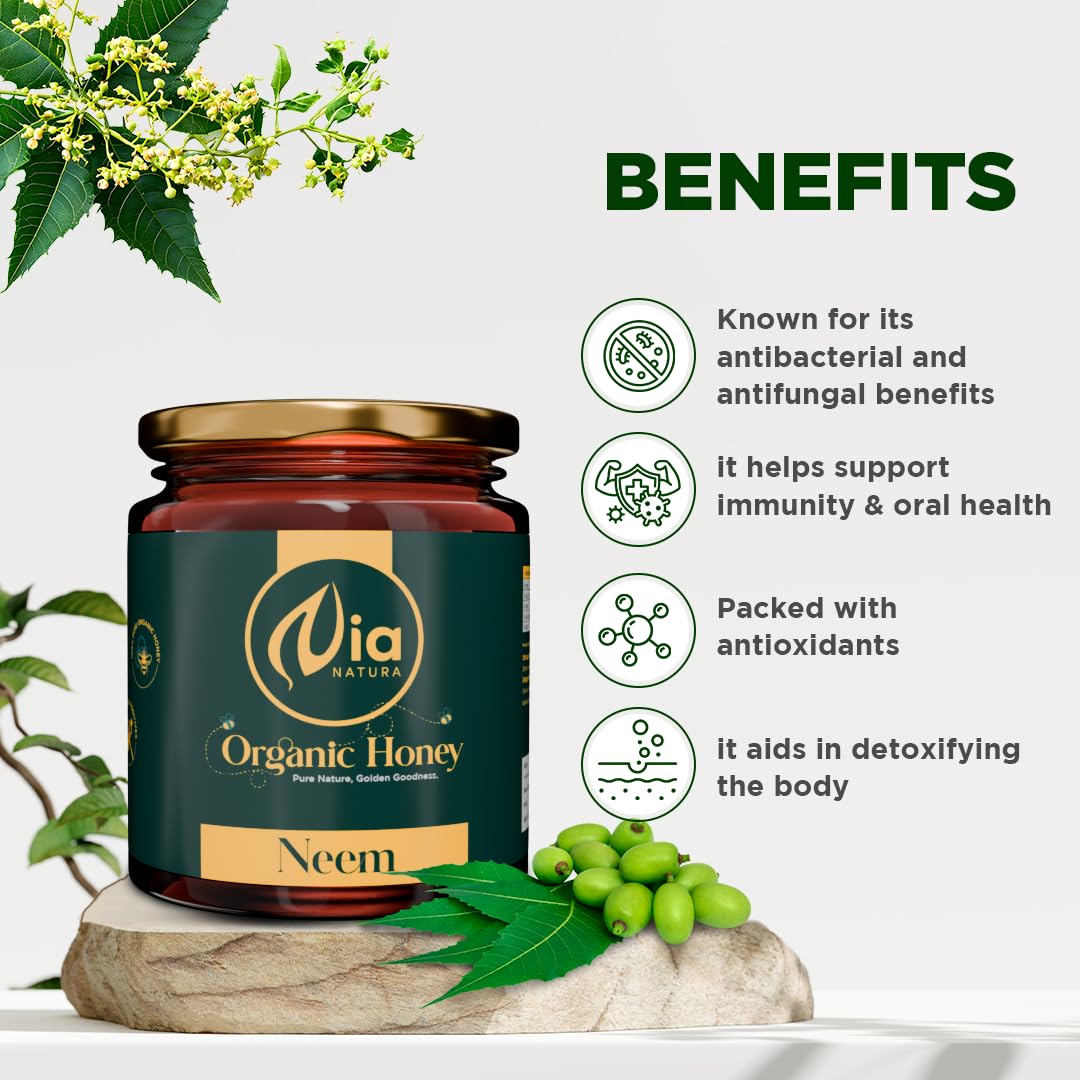 BENEFITS
Known for its
antibacterial and
antifungal benefits
it helps support
immunity & oral health
Packed with
antioxidants
it aids in detoxifying
the body
Nia
NATURA
Organic Honey
Pure Nature, Golden Goodness.
Neem